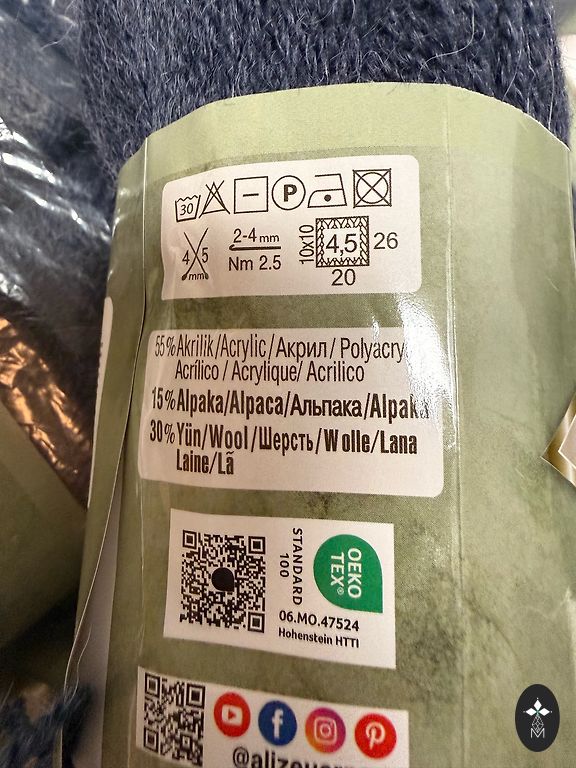 30 P
4 5 mm 2-4 mm Nm 2.5 10x10 4,5 26 20
55% Akrilik/Acrylic/Акрил/Polyacry
Acrílico/Acrylique/Acrilico
15% Alpaka/Alpaca/Альпака/Alpaka
30% Yün/Wool/Шерсть/Wolle/Lana
Laine/Lã
STANDARD
100
OEKO
TEX®
06.MO.47524
Hohenstein HTTI